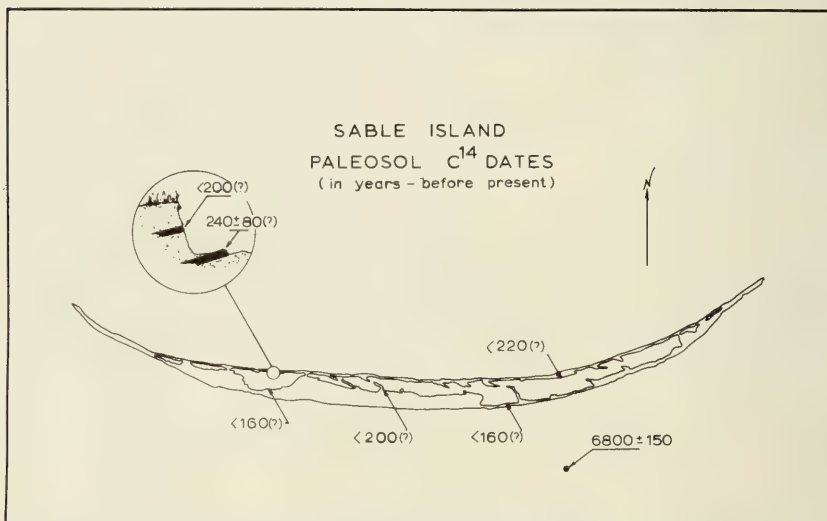 SABLE ISLAND
PALEOSOL C14 DATES
(in years - before present)
N
<200(?)
240±80(?)
<220(?)
<160(?)
<200(?)
<160(?)
6800±150